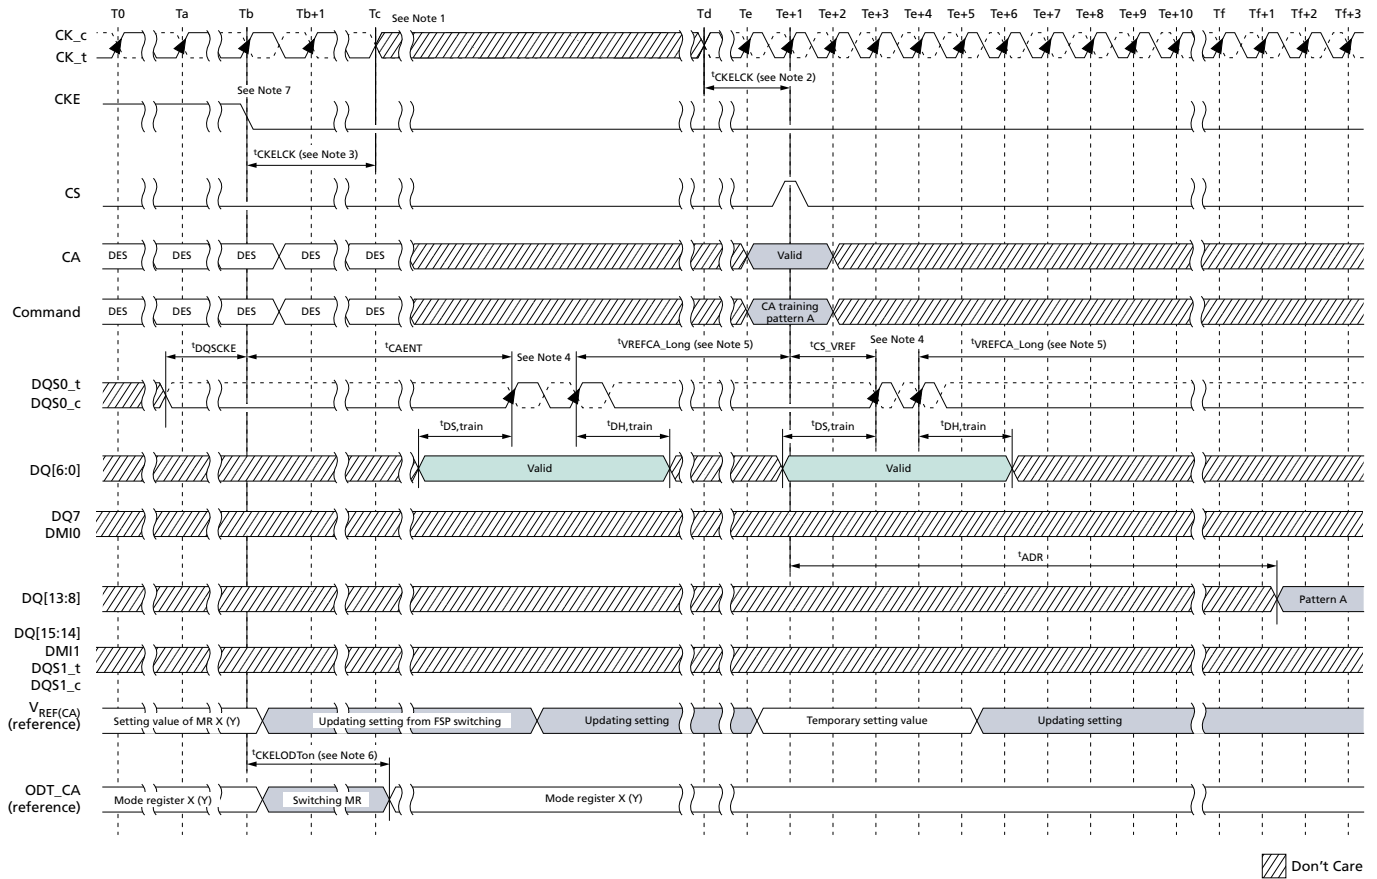 T0 Ta Tb Tb+1 Tc See Note 1 Td Te Te+1 Te+2 Te+3 Te+4 Te+5 Te+6 Te+7 Te+8 Te+9 Te+10 Tf Tf+1 Tf+2 Tf+3
CK_c
CK_t
tCKELCK (see Note 2)
CKE See Note 7
tCKELCK (see Note 3)
CS
CA DES DES DES DES DES Valid
Command DES DES DES DES DES CA training pattern A
tDQSCKE tCAENT See Note 4 tVREFCA_Long (see Note 5) tCS_VREF See Note 4 tVREFCA_Long (see Note 5)
DQS0_t
DQS0_c
tDS,train tDH,train tDS,train tDH,train
DQ[6:0] Valid Valid
DQ7
DMI0
tADR
DQ[13:8] Pattern A
DQ[15:14]
DMI1
DQS1_t
DQS1_c
VREF(CA)
(reference) Setting value of MR X (Y) Updating setting from FSP switching Updating setting Temporary setting value Updating setting
tCKELODTon (see Note 6)
ODT_CA
(reference) Mode register X (Y) Switching MR Mode register X (Y)
Don't Care